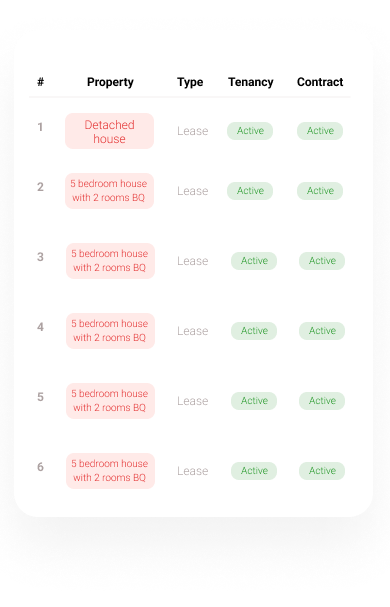 # Property Type Tenancy Contract
1 Detached house Lease Active Active
2 5 bedroom house with 2 rooms BQ Lease Active Active
3 5 bedroom house with 2 rooms BQ Lease Active Active
4 5 bedroom house with 2 rooms BQ Lease Active Active
5 5 bedroom house with 2 rooms BQ Lease Active Active
6 5 bedroom house with 2 rooms BQ Lease Active Active